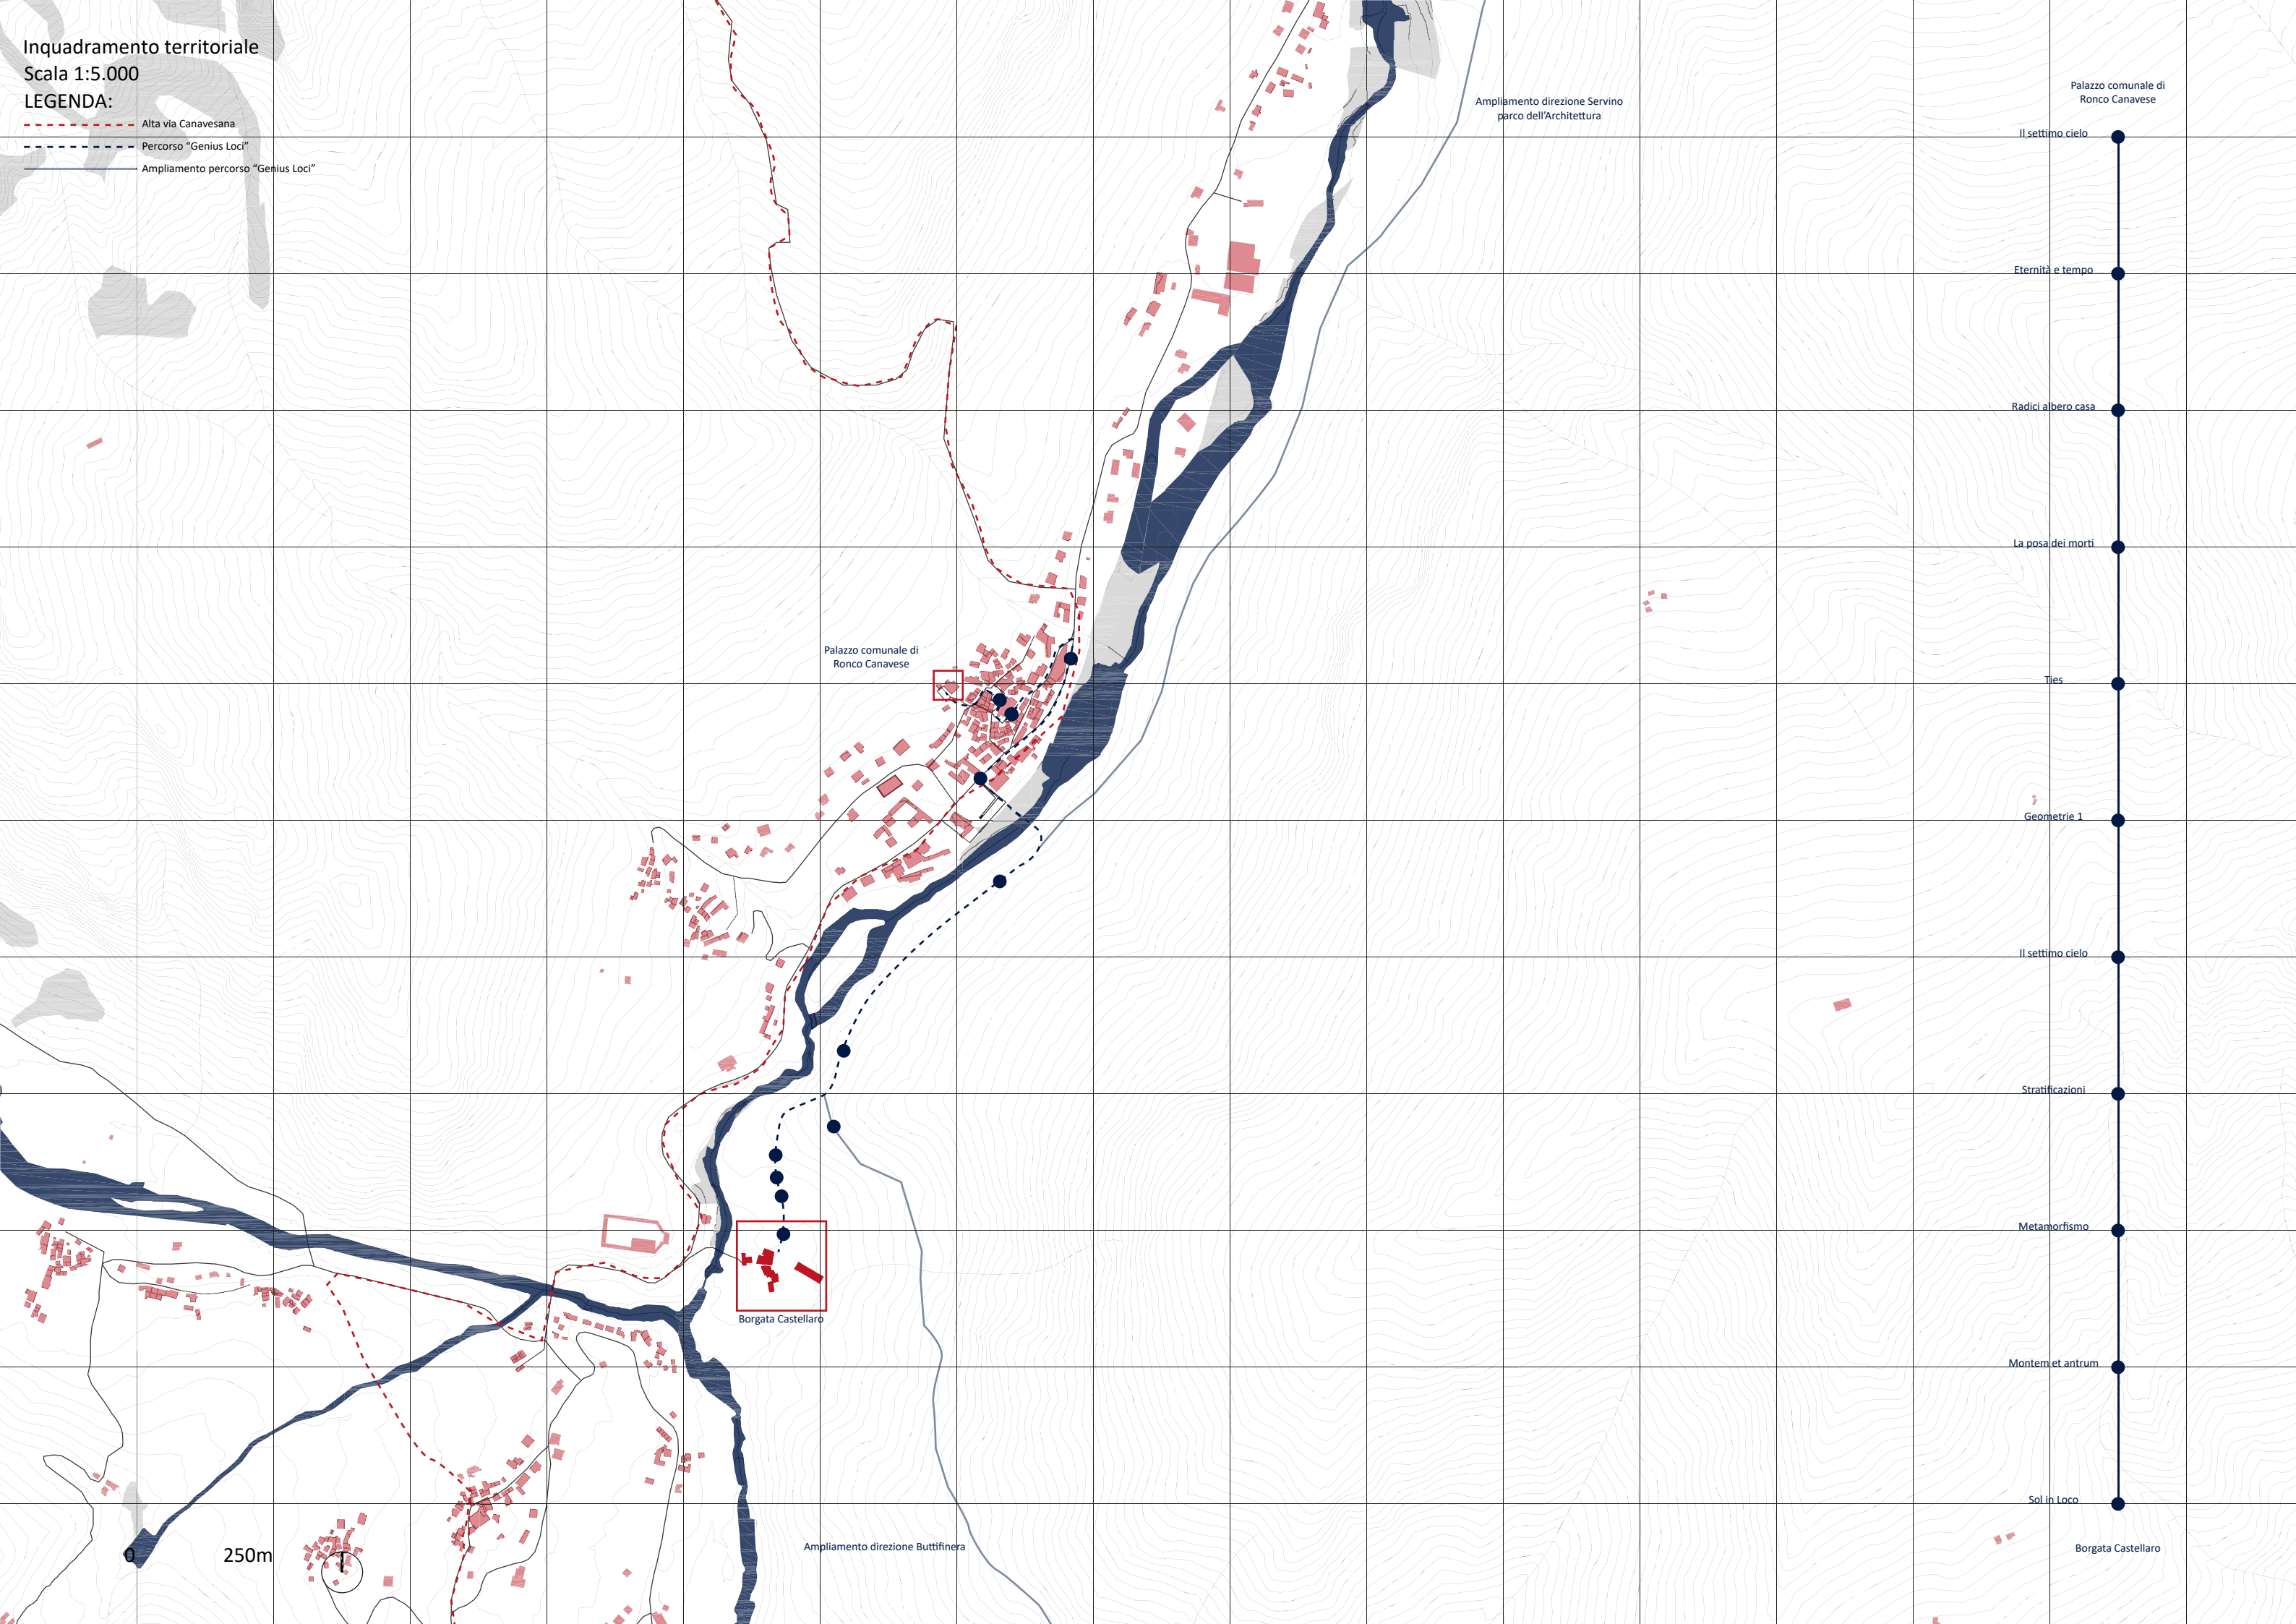 Inquadramento territoriale
Scala 1:5.000
LEGENDA:
Alta via Canavesana
Percorso “Genius Loci”
Ampliamento percorso “Genius Loci”
Ampliamento direzione Servino
parco dell’Architettura
Palazzo comunale di
Ronco Canavese
Borgata Castellaro
Ampliamento direzione Buttifinera
0
250m
Palazzo comunale di
Ronco Canavese
Il settimo cielo
Eternità e tempo
Radici albero casa
La posa dei morti
Ties
Geometrie 1
Il settimo cielo
Stratificazioni
Metamorfismo
Montem et antrum
Sol in Loco
Borgata Castellaro